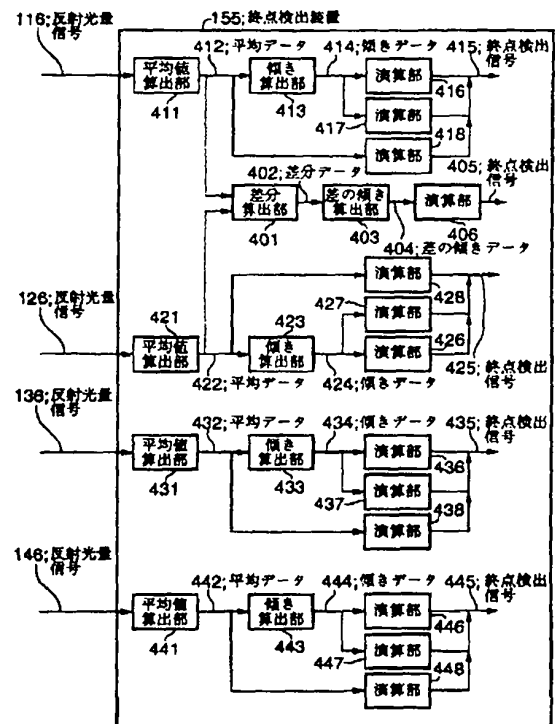 155;終点検出装置
116;反射光量
信号
412;平均データ
414;傾きデータ
415;終点検出
信号
平均値
算出部
411
傾き
算出部
413
演算部
416
417
演算部
418
演算部
402;差分データ
405;終点検出
信号
差分
算出部
401
差の傾き
算出部
403
演算部
406
404;差の傾きデータ
演算部
428
126;反射光量
信号
421
平均値
算出部
423
傾き
算出部
427
演算部
426
演算部
422;平均データ
424;傾きデータ
425;終点検出
信号
136;反射光量
信号
432;平均データ
434;傾きデータ
435;終点検出
信号
平均値
算出部
431
傾き
算出部
433
演算部
436
437
演算部
438
演算部
146;反射光量
信号
442;平均データ
444;傾きデータ
445;終点検出
信号
平均値
算出部
441
傾き
算出部
443
演算部
446
447
演算部
448
演算部